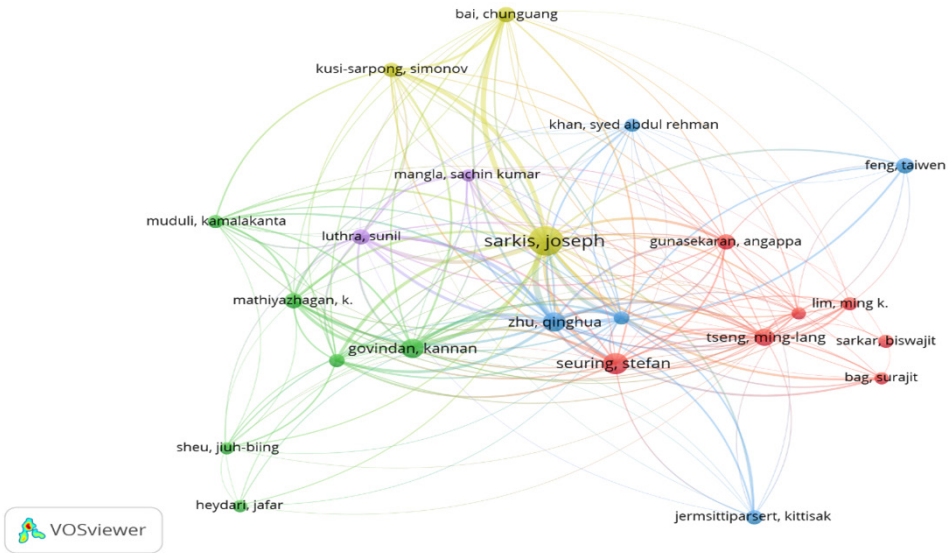 bai, chunguang
kusi-sarpong, simonov
khan, syed abdul rehman
feng, taiwen
mangla, sachin kumar
muduli, kamalakanta
luthra, sunil
sarkis, joseph
gunasekaran, angappa
mathiyazhagan, k.
lim, ming k.
zhu, qinghua
tseng, ming-lang
sarkar, biswajit
govindan, kannan
seuring, stefan
bag, surajit
sheu, jiuh-biing
heydari, jafar
jermsittiparsert, kittisak
VOSviewer